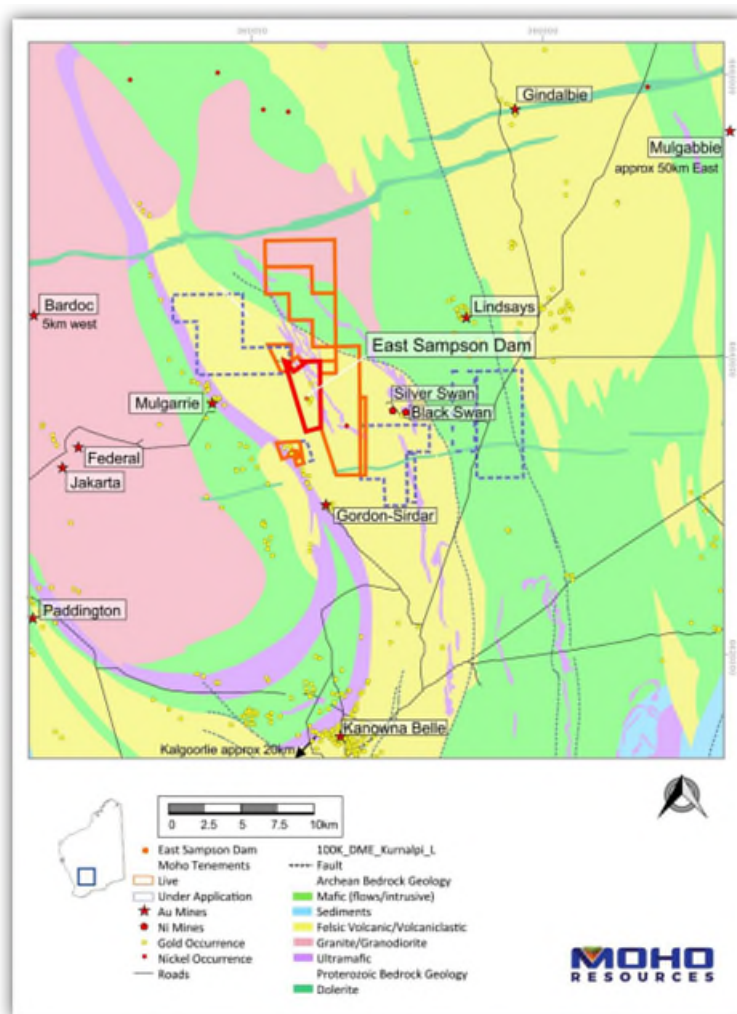 Gindalbie
Mulgabbie
approx 50km East
Bardoc
5km west
Lindsays
East Sampson Dam
Silver Swan
Black Swan
Mulgarrie
Federal
Jakarta
Gordon-Sirdar
Paddington
Kanowna Belle
Kalgoorlie approx 20km
0 2.5 5 7.5 10km
East Sampson Dam
Moho Tenements
Live
Under Application
Au Mines
Ni Mines
Gold Occurrence
Nickel Occurrence
Roads
100K_DME_Kurnalpi_L
Fault
Archean Bedrock Geology
Mafic (flows/intrusive)
Sediments
Felsic Volcanic/Volcaniclastic
Granite/Granodiorite
Ultramafic
Proterozoic Bedrock Geology
Dolerite
MOHO
RESOURCES